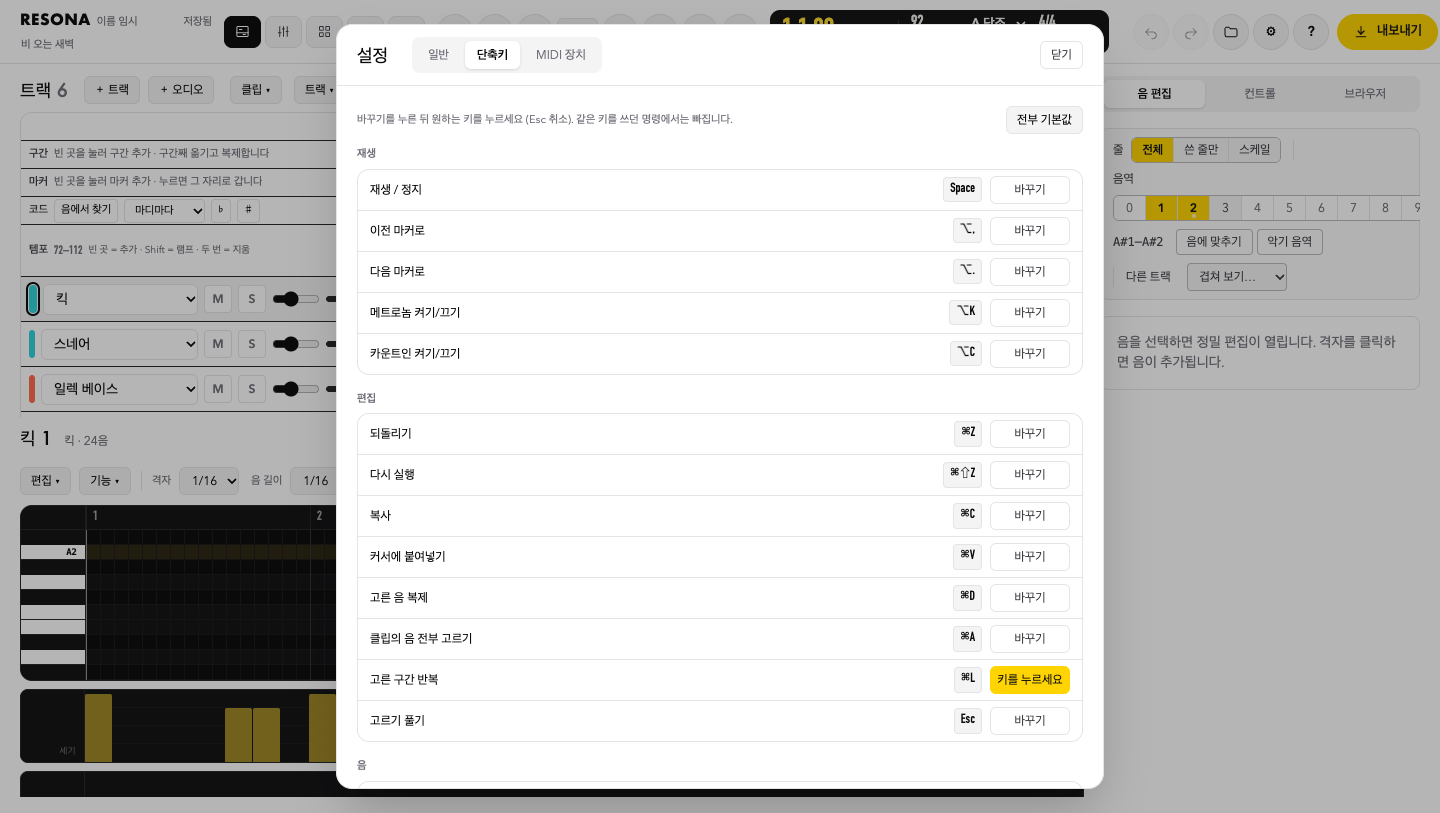 RESONA 이름 임시 저장됨
비 오는 새벽
내보내기
설정 일반 단축키 MIDI 장치 닫기
트랙 6 + 트랙 + 오디오 클립 ▾ 트랙 ▾
구간 빈 곳을 눌러 구간 추가 · 구간째 옮기고 복제합니다
마커 빈 곳을 눌러 마커 추가 · 누르면 그 자리로 갑니다
코드 음에서 찾기 마디마다 ♭ #
템포 72–112 빈 곳 = 추가 · Shift = 램프 · 두 번 = 지움
킥 M S
스네어 M S
일렉 베이스 M S
킥 1 킥 · 24음
편집 ▾ 기능 ▾ 격자 1/16 음 길이 1/16
1 2
A2
세기
바꾸기를 누른 뒤 원하는 키를 누르세요 (Esc 취소). 같은 키를 쓰던 명령에서는 빠집니다. 전부 기본값
재생
재생 / 정지 Space 바꾸기
이전 마커로 ⌥, 바꾸기
다음 마커로 ⌥. 바꾸기
메트로놈 켜기/끄기 ⌥K 바꾸기
카운트인 켜기/끄기 ⌥C 바꾸기
편집
되돌리기 ⌘Z 바꾸기
다시 실행 ⌘⇧Z 바꾸기
복사 ⌘C 바꾸기
커서에 붙여넣기 ⌘V 바꾸기
고른 음 복제 ⌘D 바꾸기
클립의 음 전부 고르기 ⌘A 바꾸기
고른 구간 반복 ⌘L 키를 누르세요
고르기 풀기 Esc 바꾸기
음
음 편집 컨트롤 브라우저
줄 전체 쓴 줄만 스케일
음역
0 1 2 3 4 5 6 7 8 9
A#1–A#2 음에 맞추기 악기 음역
다른 트랙 겹쳐 보기…
음을 선택하면 정밀 편집이 열립니다. 격자를 클릭하
면 음이 추가됩니다.